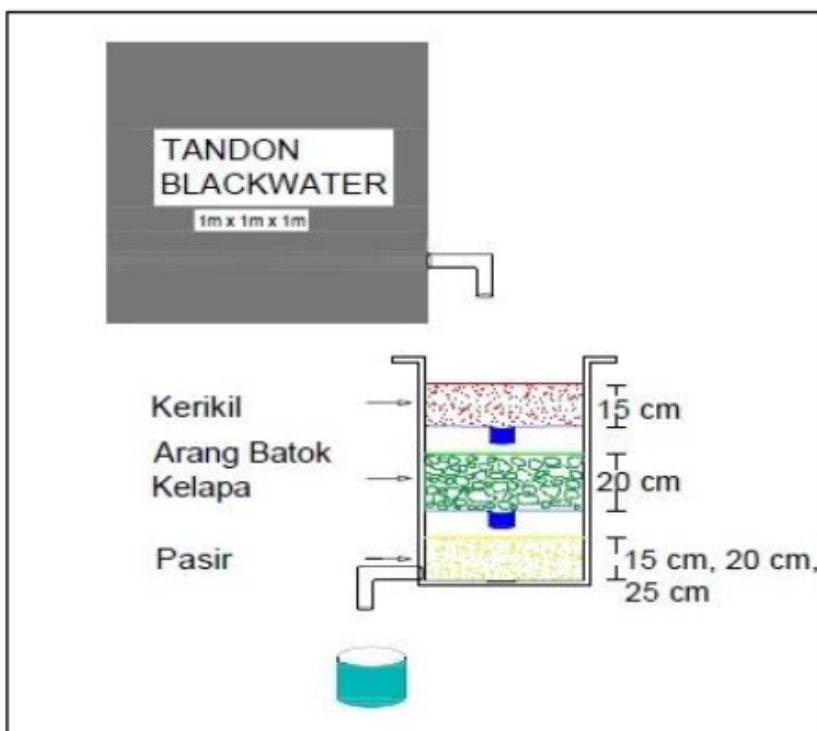 TANDON
BLACKWATER
1m x 1m x 1m
Kerikil
15 cm
Arang Batok
Kelapa
20 cm
Pasir
15 cm, 20 cm,
25 cm